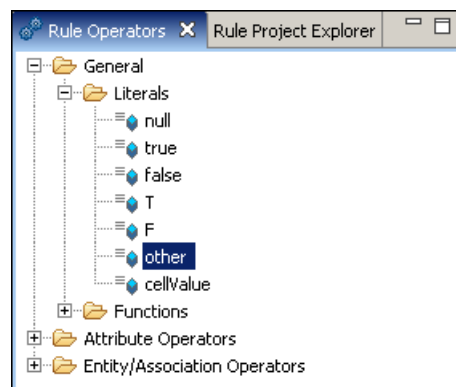 Rule Operators Rule Project Explorer
General
Literals
null
true
false
T
F
other
cellValue
Functions
Attribute Operators
Entity/Association Operators